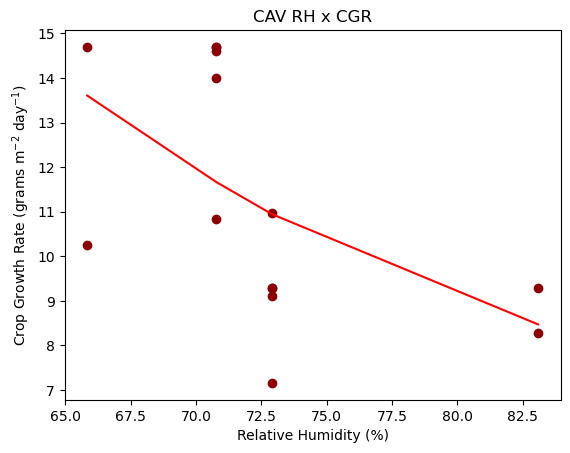 CAV RH x CGR
Crop Growth Rate (grams m⁻² day⁻¹)
15
14
13
12
11
10
9
8
7
65.0 67.5 70.0 72.5 75.0 77.5 80.0 82.5
Relative Humidity (%)